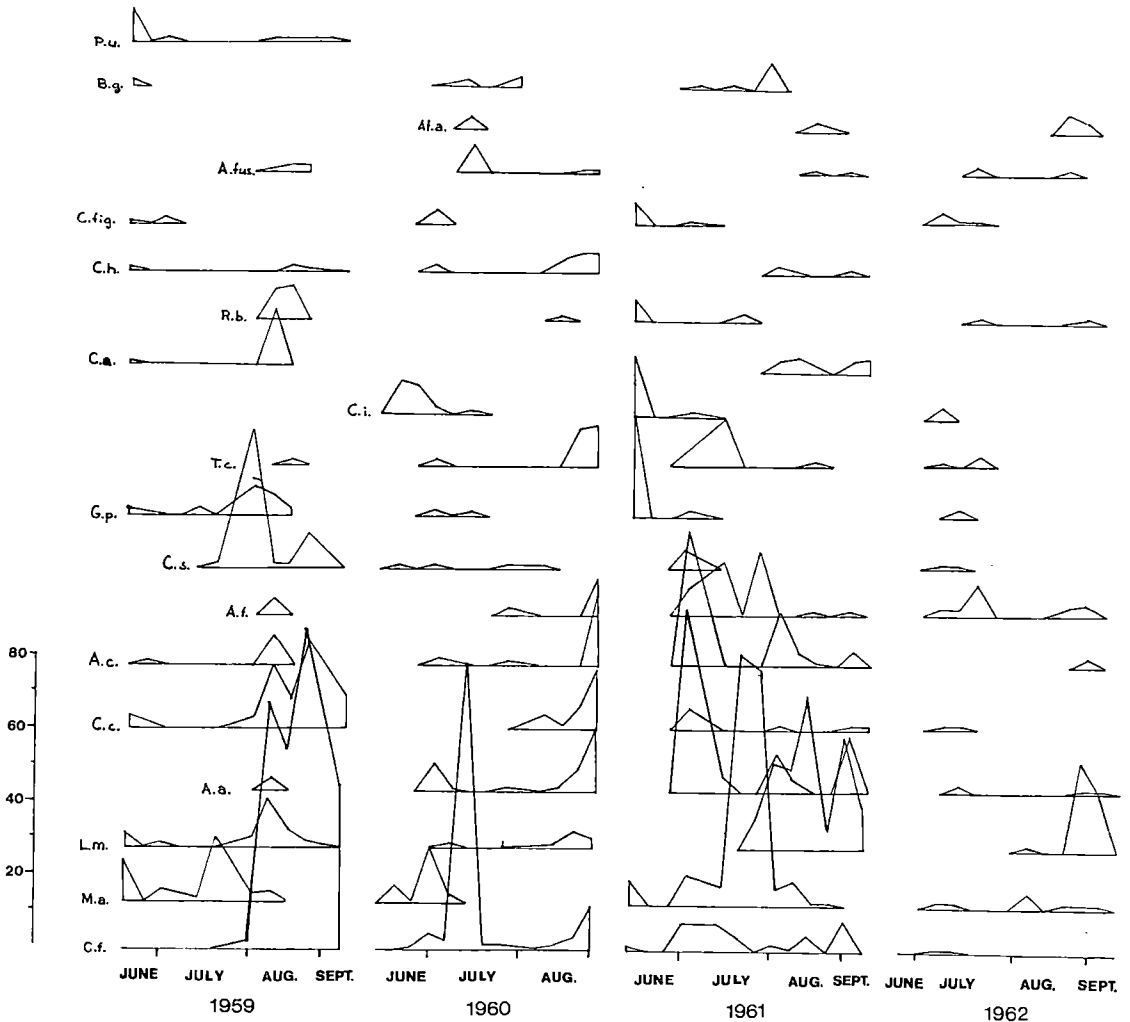 P.u.
B.g.
Al.a.
A.fus.
C.fig.
C.h.
R.b.
C.a.
C.i.
T.c.
G.p.
C.s.
A.f.
80
A.c.
C.c.
60
A.a.
40
L.m.
20
M.a.
C.f.
JUNE JULY AUG. SEPT. JUNE JULY AUG. JUNE JULY AUG. SEPT. JUNE JULY AUG. SEPT.
1959 1960 1961 1962